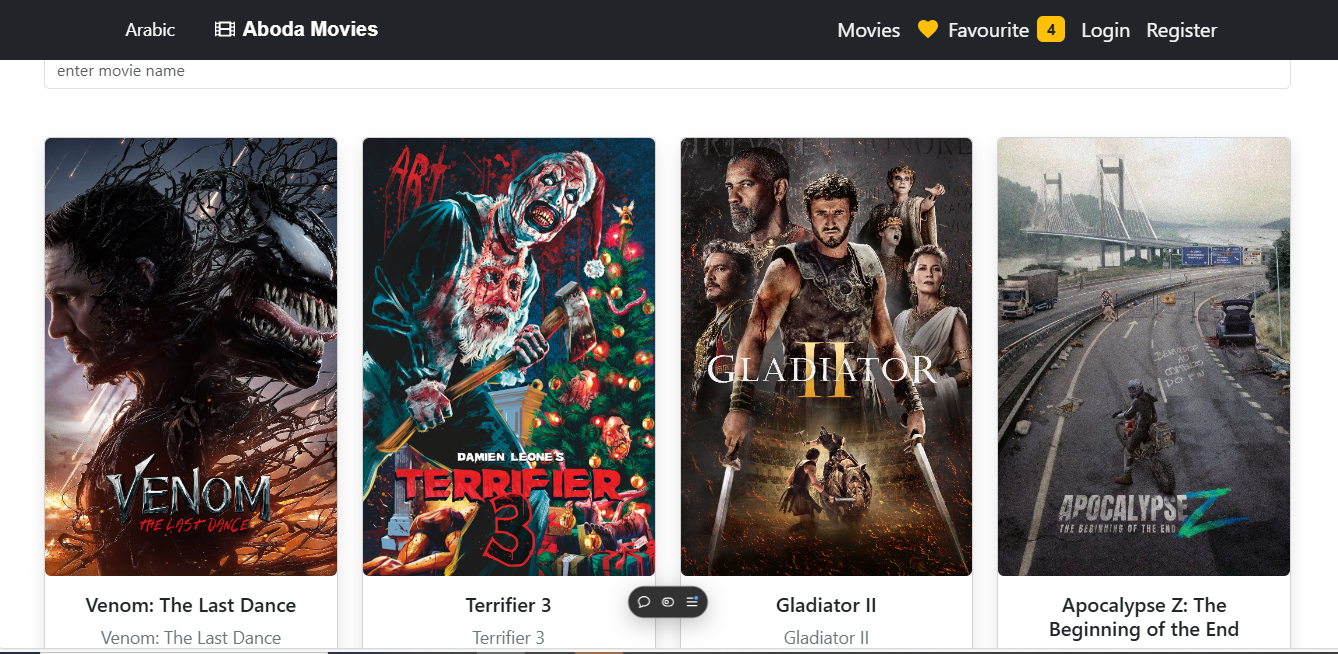 Arabic Aboda Movies Movies Favourite 4 Login Register
enter movie name
VENOM
THE LAST DANCE
ART
DAMIEN LEONE'S
TERRIFIER
3
GLADIATOR
II
APOCALYPSE Z
THE BEGINNING OF THE END
Venom: The Last Dance
Venom: The Last Dance
Terrifier 3
Terrifier 3
Gladiator II
Gladiator II
Apocalypse Z: The
Beginning of the End